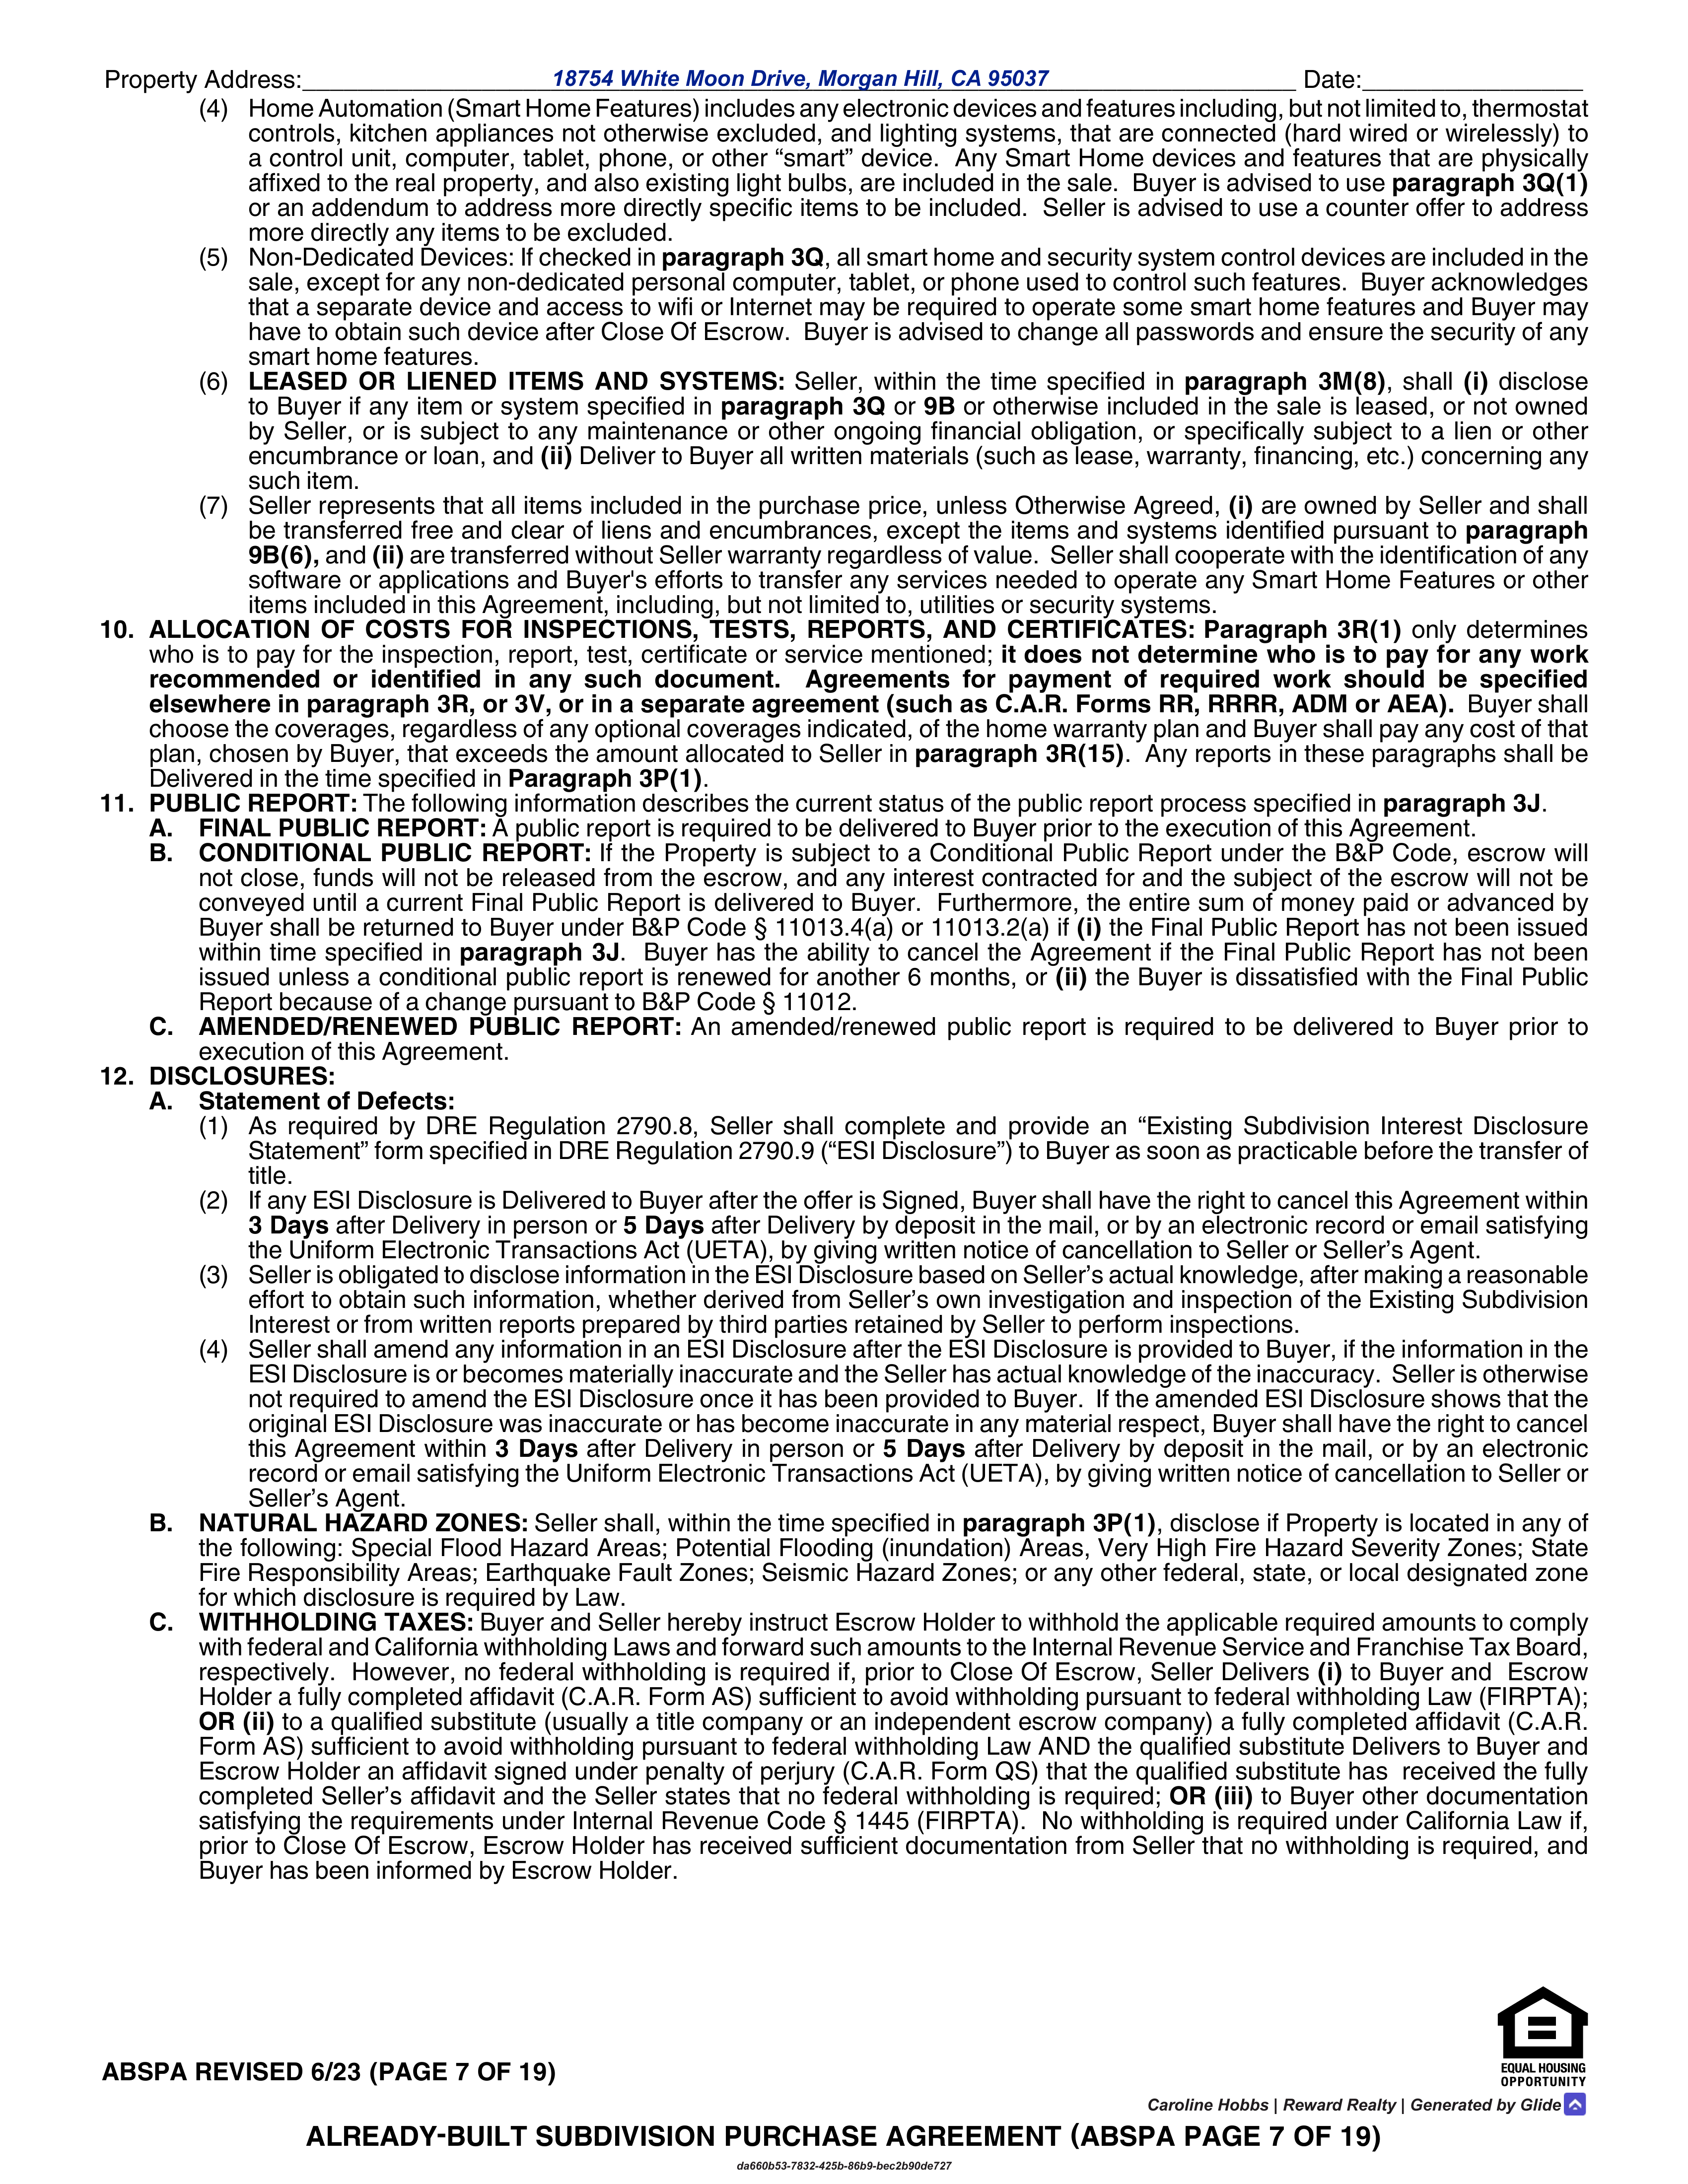 Property Address: 18754 White Moon Drive, Morgan Hill, CA 95037 Date:
(4) Home Automation (Smart Home Features) includes any electronic devices and features including, but not limited to, thermostat
controls, kitchen appliances not otherwise excluded, and lighting systems, that are connected (hard wired or wirelessly) to
a control unit, computer, tablet, phone, or other “smart” device. Any Smart Home devices and features that are physically
affixed to the real property, and also existing light bulbs, are included in the sale. Buyer is advised to use paragraph 3Q(1)
or an addendum to address more directly specific items to be included. Seller is advised to use a counter offer to address
more directly any items to be excluded.
(5) Non-Dedicated Devices: If checked in paragraph 3Q, all smart home and security system control devices are included in the
sale, except for any non-dedicated personal computer, tablet, or phone used to control such features. Buyer acknowledges
that a separate device and access to wifi or Internet may be required to operate some smart home features and Buyer may
have to obtain such device after Close Of Escrow. Buyer is advised to change all passwords and ensure the security of any
smart home features.
(6) LEASED OR LIENED ITEMS AND SYSTEMS: Seller, within the time specified in paragraph 3M(8), shall (i) disclose
to Buyer if any item or system specified in paragraph 3Q or 9B or otherwise included in the sale is leased, or not owned
by Seller, or is subject to any maintenance or other ongoing financial obligation, or specifically subject to a lien or other
encumbrance or loan, and (ii) Deliver to Buyer all written materials (such as lease, warranty, financing, etc.) concerning any
such item.
(7) Seller represents that all items included in the purchase price, unless Otherwise Agreed, (i) are owned by Seller and shall
be transferred free and clear of liens and encumbrances, except the items and systems identified pursuant to paragraph
9B(6), and (ii) are transferred without Seller warranty regardless of value. Seller shall cooperate with the identification of any
software or applications and Buyer's efforts to transfer any services needed to operate any Smart Home Features or other
items included in this Agreement, including, but not limited to, utilities or security systems.
10. ALLOCATION OF COSTS FOR INSPECTIONS, TESTS, REPORTS, AND CERTIFICATES: Paragraph 3R(1) only determines
who is to pay for the inspection, report, test, certificate or service mentioned; it does not determine who is to pay for any work
recommended or identified in any such document. Agreements for payment of required work should be specified
elsewhere in paragraph 3R, or 3V, or in a separate agreement (such as C.A.R. Forms RR, RRRR, ADM or AEA). Buyer shall
choose the coverages, regardless of any optional coverages indicated, of the home warranty plan and Buyer shall pay any cost of that
plan, chosen by Buyer, that exceeds the amount allocated to Seller in paragraph 3R(15). Any reports in these paragraphs shall be
Delivered in the time specified in Paragraph 3P(1).
11. PUBLIC REPORT: The following information describes the current status of the public report process specified in paragraph 3J.
A. FINAL PUBLIC REPORT: A public report is required to be delivered to Buyer prior to the execution of this Agreement.
B. CONDITIONAL PUBLIC REPORT: If the Property is subject to a Conditional Public Report under the B&P Code, escrow will
not close, funds will not be released from the escrow, and any interest contracted for and the subject of the escrow will not be
conveyed until a current Final Public Report is delivered to Buyer. Furthermore, the entire sum of money paid or advanced by
Buyer shall be returned to Buyer under B&P Code § 11013.4(a) or 11013.2(a) if (i) the Final Public Report has not been issued
within time specified in paragraph 3J. Buyer has the ability to cancel the Agreement if the Final Public Report has not been
issued unless a conditional public report is renewed for another 6 months, or (ii) the Buyer is dissatisfied with the Final Public
Report because of a change pursuant to B&P Code § 11012.
C. AMENDED/RENEWED PUBLIC REPORT: An amended/renewed public report is required to be delivered to Buyer prior to
execution of this Agreement.
12. DISCLOSURES:
A. Statement of Defects:
(1) As required by DRE Regulation 2790.8, Seller shall complete and provide an “Existing Subdivision Interest Disclosure
Statement” form specified in DRE Regulation 2790.9 (“ESI Disclosure”) to Buyer as soon as practicable before the transfer of
title.
(2) If any ESI Disclosure is Delivered to Buyer after the offer is Signed, Buyer shall have the right to cancel this Agreement within
3 Days after Delivery in person or 5 Days after Delivery by deposit in the mail, or by an electronic record or email satisfying
the Uniform Electronic Transactions Act (UETA), by giving written notice of cancellation to Seller or Seller’s Agent.
(3) Seller is obligated to disclose information in the ESI Disclosure based on Seller’s actual knowledge, after making a reasonable
effort to obtain such information, whether derived from Seller’s own investigation and inspection of the Existing Subdivision
Interest or from written reports prepared by third parties retained by Seller to perform inspections.
(4) Seller shall amend any information in an ESI Disclosure after the ESI Disclosure is provided to Buyer, if the information in the
ESI Disclosure is or becomes materially inaccurate and the Seller has actual knowledge of the inaccuracy. Seller is otherwise
not required to amend the ESI Disclosure once it has been provided to Buyer. If the amended ESI Disclosure shows that the
original ESI Disclosure was inaccurate or has become inaccurate in any material respect, Buyer shall have the right to cancel
this Agreement within 3 Days after Delivery in person or 5 Days after Delivery by deposit in the mail, or by an electronic
record or email satisfying the Uniform Electronic Transactions Act (UETA), by giving written notice of cancellation to Seller or
Seller’s Agent.
B. NATURAL HAZARD ZONES: Seller shall, within the time specified in paragraph 3P(1), disclose if Property is located in any of
the following: Special Flood Hazard Areas; Potential Flooding (inundation) Areas, Very High Fire Hazard Severity Zones; State
Fire Responsibility Areas; Earthquake Fault Zones; Seismic Hazard Zones; or any other federal, state, or local designated zone
for which disclosure is required by Law.
C. WITHHOLDING TAXES: Buyer and Seller hereby instruct Escrow Holder to withhold the applicable required amounts to comply
with federal and California withholding Laws and forward such amounts to the Internal Revenue Service and Franchise Tax Board,
respectively. However, no federal withholding is required if, prior to Close Of Escrow, Seller Delivers (i) to Buyer and Escrow
Holder a fully completed affidavit (C.A.R. Form AS) sufficient to avoid withholding pursuant to federal withholding Law (FIRPTA);
OR (ii) to a qualified substitute (usually a title company or an independent escrow company) a fully completed affidavit (C.A.R.
Form AS) sufficient to avoid withholding pursuant to federal withholding Law AND the qualified substitute Delivers to Buyer and
Escrow Holder an affidavit signed under penalty of perjury (C.A.R. Form QS) that the qualified substitute has received the fully
completed Seller’s affidavit and the Seller states that no federal withholding is required; OR (iii) to Buyer other documentation
satisfying the requirements under Internal Revenue Code § 1445 (FIRPTA). No withholding is required under California Law if,
prior to Close Of Escrow, Escrow Holder has received sufficient documentation from Seller that no withholding is required, and
Buyer has been informed by Escrow Holder.
ABSPA REVISED 6/23 (PAGE 7 OF 19)
EQUAL HOUSING
OPPORTUNITY
Caroline Hobbs | Reward Realty | Generated by Glide
ALREADY-BUILT SUBDIVISION PURCHASE AGREEMENT (ABSPA PAGE 7 OF 19)
da660b53-7832-425b-86b9-bec2b90de727